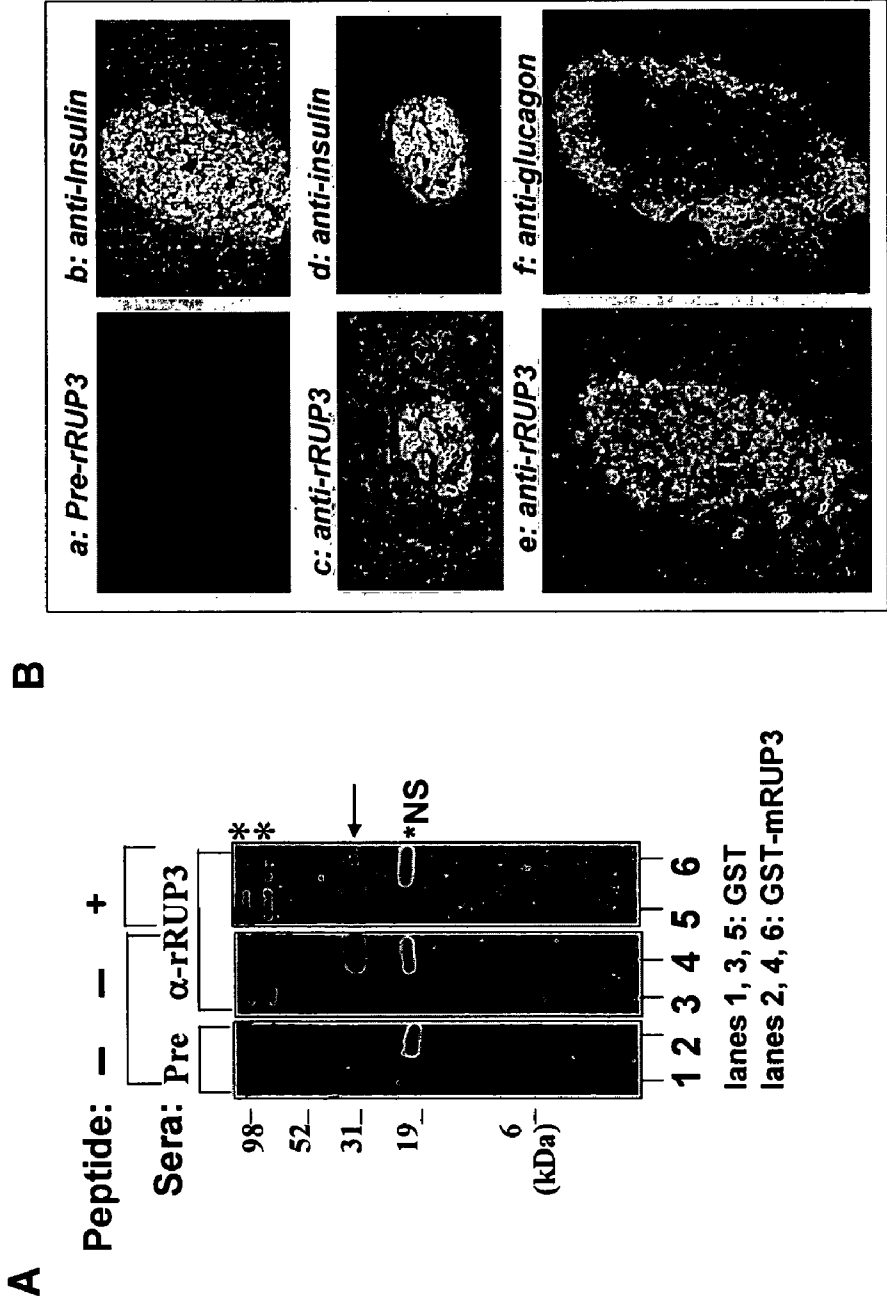 A
Peptide: – – +
Sera: Pre α-rRUP3
98
52
31
19
6
(kDa)
*
*
*NS
1 2 3 4 5 6
lanes 1, 3, 5: GST
lanes 2, 4, 6: GST-mRUP3
B
a: Pre-rRUP3
b: anti-Insulin
c: anti-rRUP3
d: anti-insulin
e: anti-rRUP3
f: anti-glucagon